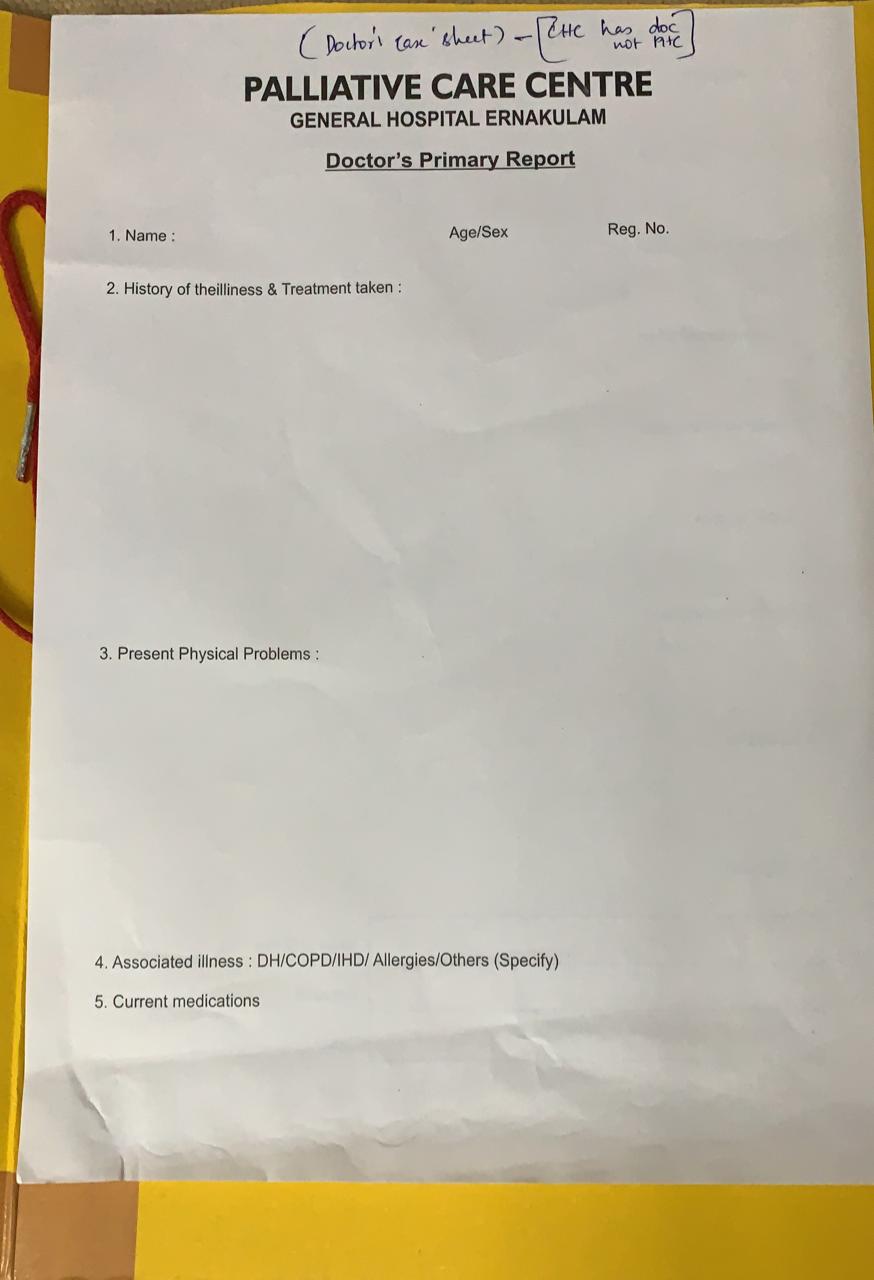 (Doctor's Case sheet) - [CHC has doc
not PHC]
PALLIATIVE CARE CENTRE
GENERAL HOSPITAL ERNAKULAM
Doctor's Primary Report
1. Name : Age/Sex Reg. No.
2. History of theilliness & Treatment taken :
3. Present Physical Problems :
4. Associated illness : DH/COPD/IHD/ Allergies/Others (Specify)
5. Current medications